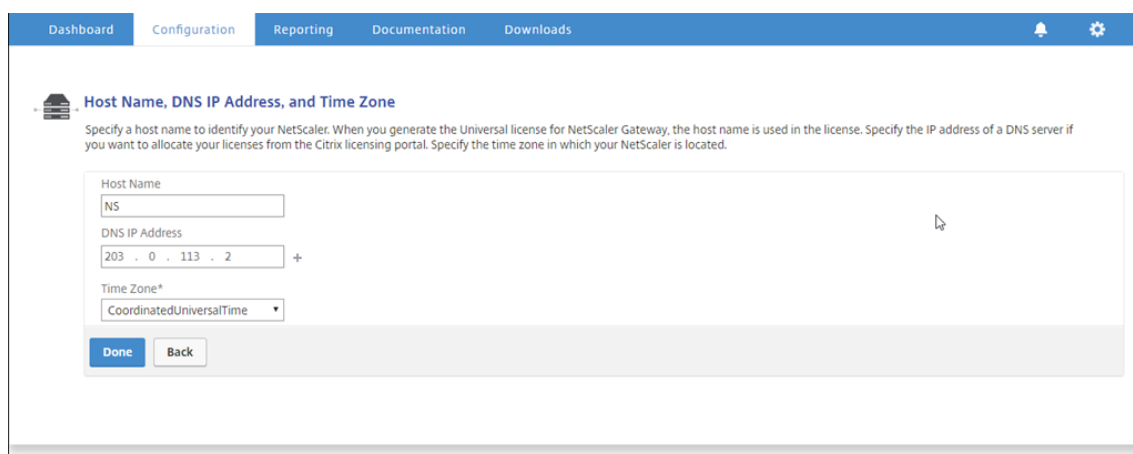 Dashboard Configuration Reporting Documentation Downloads
Host Name, DNS IP Address, and Time Zone
Specify a host name to identify your NetScaler. When you generate the Universal license for NetScaler Gateway, the host name is used in the license. Specify the IP address of a DNS server if
you want to allocate your licenses from the Citrix licensing portal. Specify the time zone in which your NetScaler is located.
Host Name
NS
DNS IP Address
203 . 0 . 113 . 2 +
Time Zone*
CoordinatedUniversalTime
Done Back